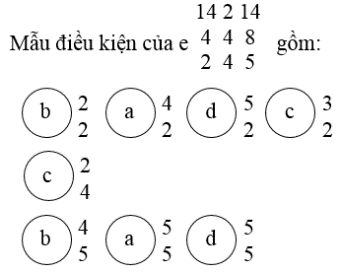 14 2 14
Mẫu điều kiện của e 4 4 8 gồm:
2 4 5
b 2 a 4 d 5 c 3
2 2 2 2
c 2
4
b 4 a 5 d 5
5 5 5